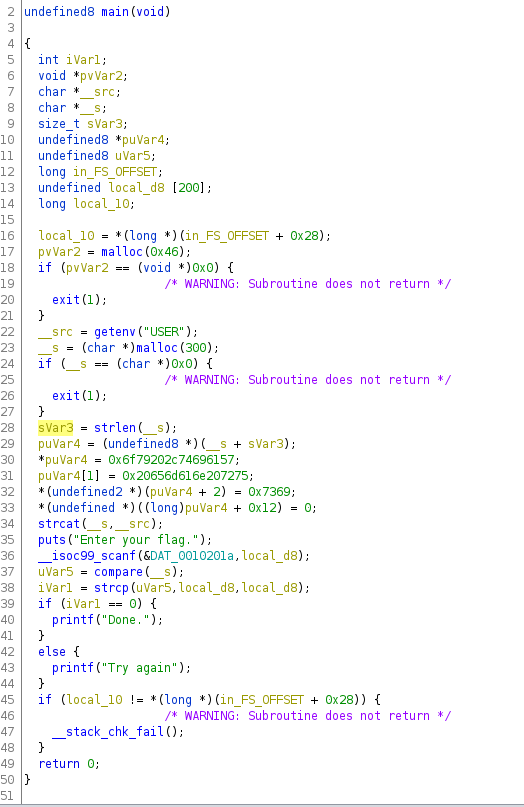 2 undefined8 main(void)
3
4 {
5 int iVar1;
6 void *pvVar2;
7 char *__src;
8 char *__s;
9 size_t sVar3;
10 undefined8 *puVar4;
11 undefined8 uVar5;
12 long in_FS_OFFSET;
13 undefined local_d8 [200];
14 long local_10;
15
16 local_10 = *(long *)(in_FS_OFFSET + 0x28);
17 pvVar2 = malloc(0x46);
18 if (pvVar2 == (void *)0x0) {
19 /* WARNING: Subroutine does not return */
20 exit(1);
21 }
22 __src = getenv("USER");
23 __s = (char *)malloc(300);
24 if (__s == (char *)0x0) {
25 /* WARNING: Subroutine does not return */
26 exit(1);
27 }
28 sVar3 = strlen(__s);
29 puVar4 = (undefined8 *)(__s + sVar3);
30 *puVar4 = 0x6f79202c74696157;
31 puVar4[1] = 0x20656d616e207275;
32 *(undefined2 *)(puVar4 + 2) = 0x7369;
33 *(undefined *)((long)puVar4 + 0x12) = 0;
34 strcat(__s,__src);
35 puts("Enter your flag.");
36 __isoc99_scanf(&DAT_0010201a,local_d8);
37 uVar5 = compare(__s);
38 iVar1 = strcp(uVar5,local_d8,local_d8);
39 if (iVar1 == 0) {
40 printf("Done.");
41 }
42 else {
43 printf("Try again");
44 }
45 if (local_10 != *(long *)(in_FS_OFFSET + 0x28)) {
46 /* WARNING: Subroutine does not return */
47 __stack_chk_fail();
48 }
49 return 0;
50 }
51